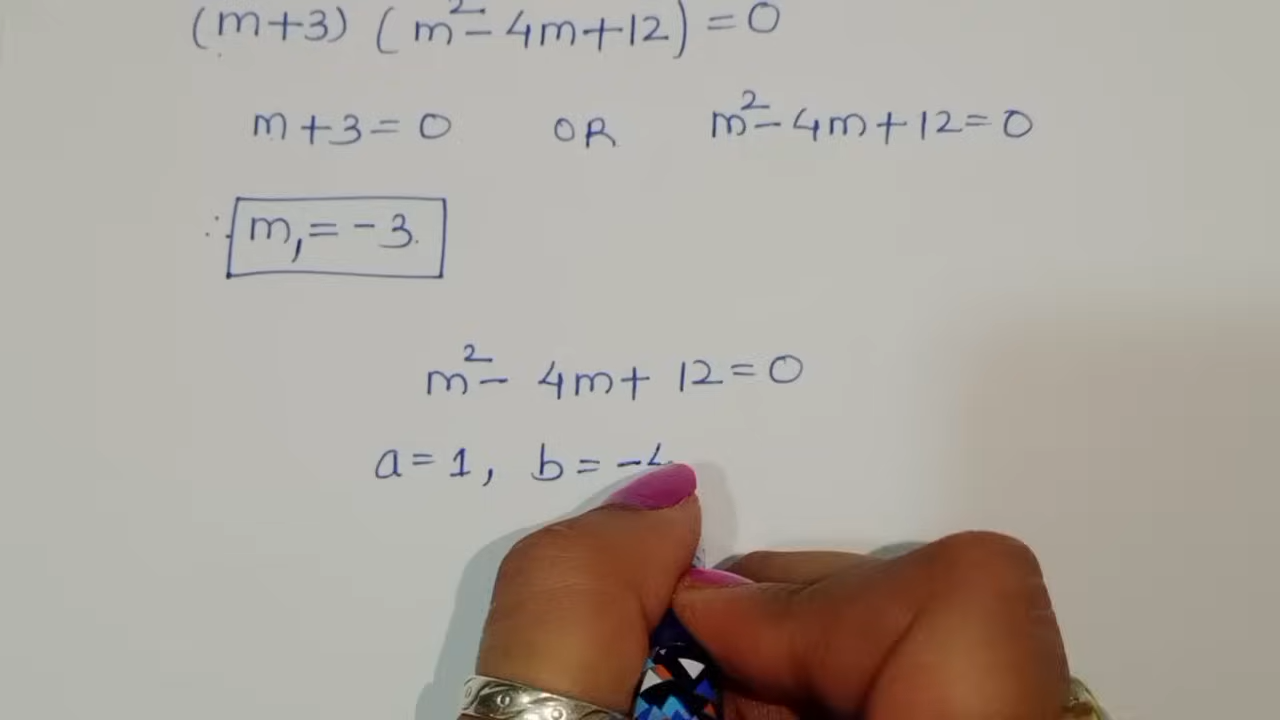 (m+3) (m²-4m+12) = 0
m+3=0 OR m²-4m+12=0
∴ m₁ = -3.
m²- 4m+ 12=0
a=1, b= -4